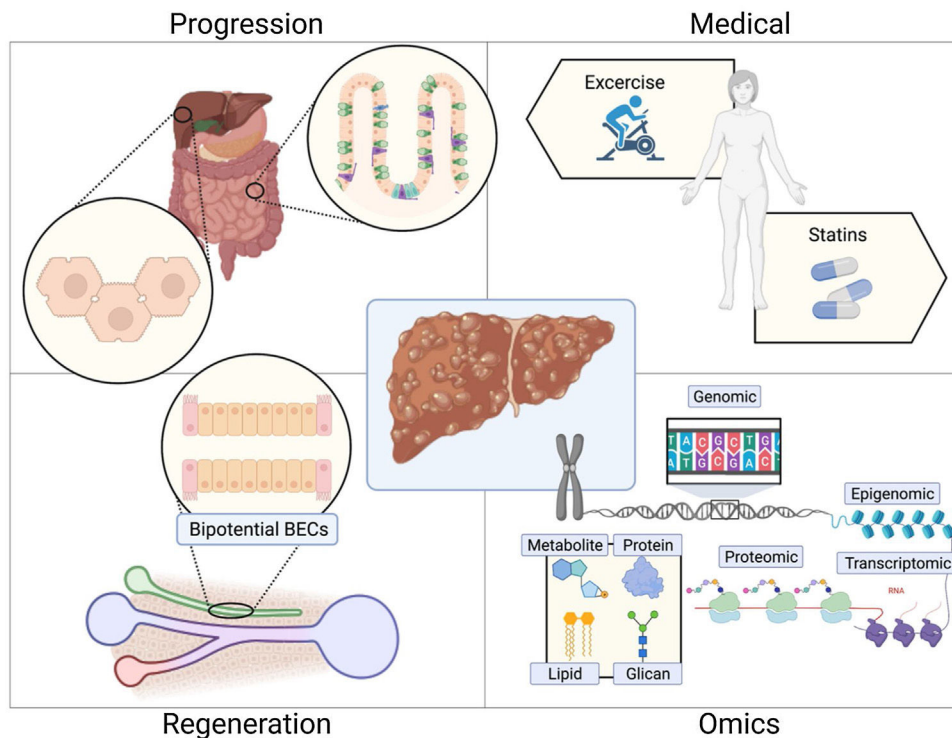 Progression
Medical
Excercise
Statins
Genomic
T A C G C T G A
A T G C G A C T
Bipotential BECs
Epigenomic
Metabolite
Protein
Proteomic
Transcriptomic
RNA
Lipid
Glican
Regeneration
Omics